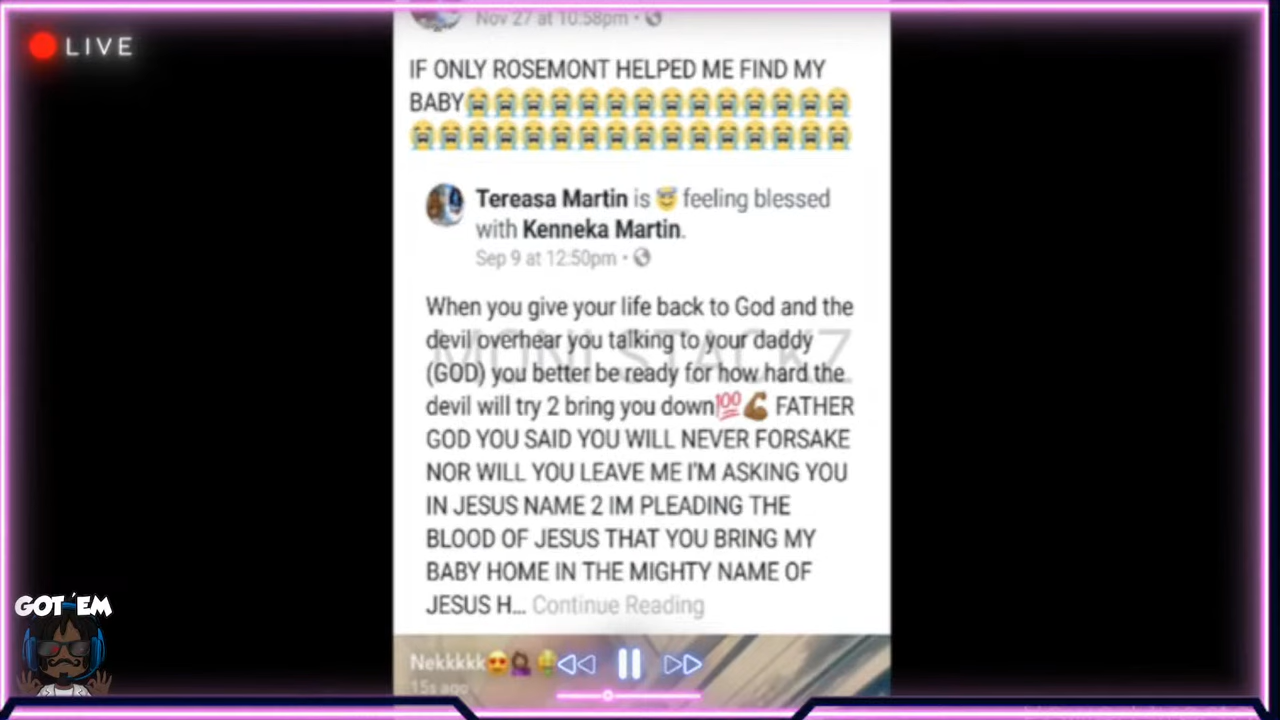 Nov 27 at 10:58pm •
LIVE
IF ONLY ROSEMONT HELPED ME FIND MY
BABY😭😭😭😭😭😭😭😭😭😭😭😭😭😭
😭😭😭😭😭😭😭😭😭😭😭😭😭😭😭😭
Tereasa Martin is 😇 feeling blessed
with Kenneka Martin.
Sep 9 at 12:50pm •
When you give your life back to God and the
devil overhear you talking to your daddy
MONI STACKZ
(GOD) you better be ready for how hard the
devil will try 2 bring you down💯💪🏾 FATHER
GOD YOU SAID YOU WILL NEVER FORSAKE
NOR WILL YOU LEAVE ME I'M ASKING YOU
IN JESUS NAME 2 IM PLEADING THE
BLOOD OF JESUS THAT YOU BRING MY
BABY HOME IN THE MIGHTY NAME OF
JESUS H... Continue Reading
GOT 'EM
Nekkkkk😍🤦🏾‍♀️🤑
15s ago